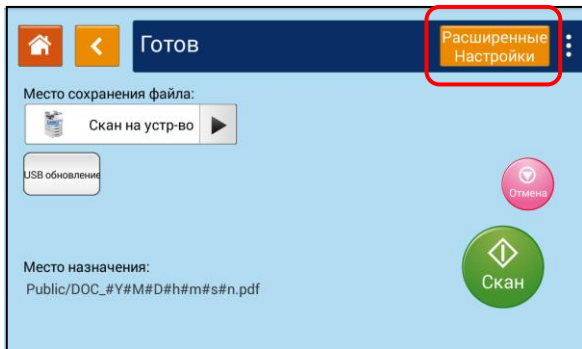 Готов
Расширенные
Настройки
Место сохранения файла:
Скан на устр-во
USB обновление
Отмена
Скан
Место назначения:
Public/DOC_#Y#M#D#h#m#s#n.pdf